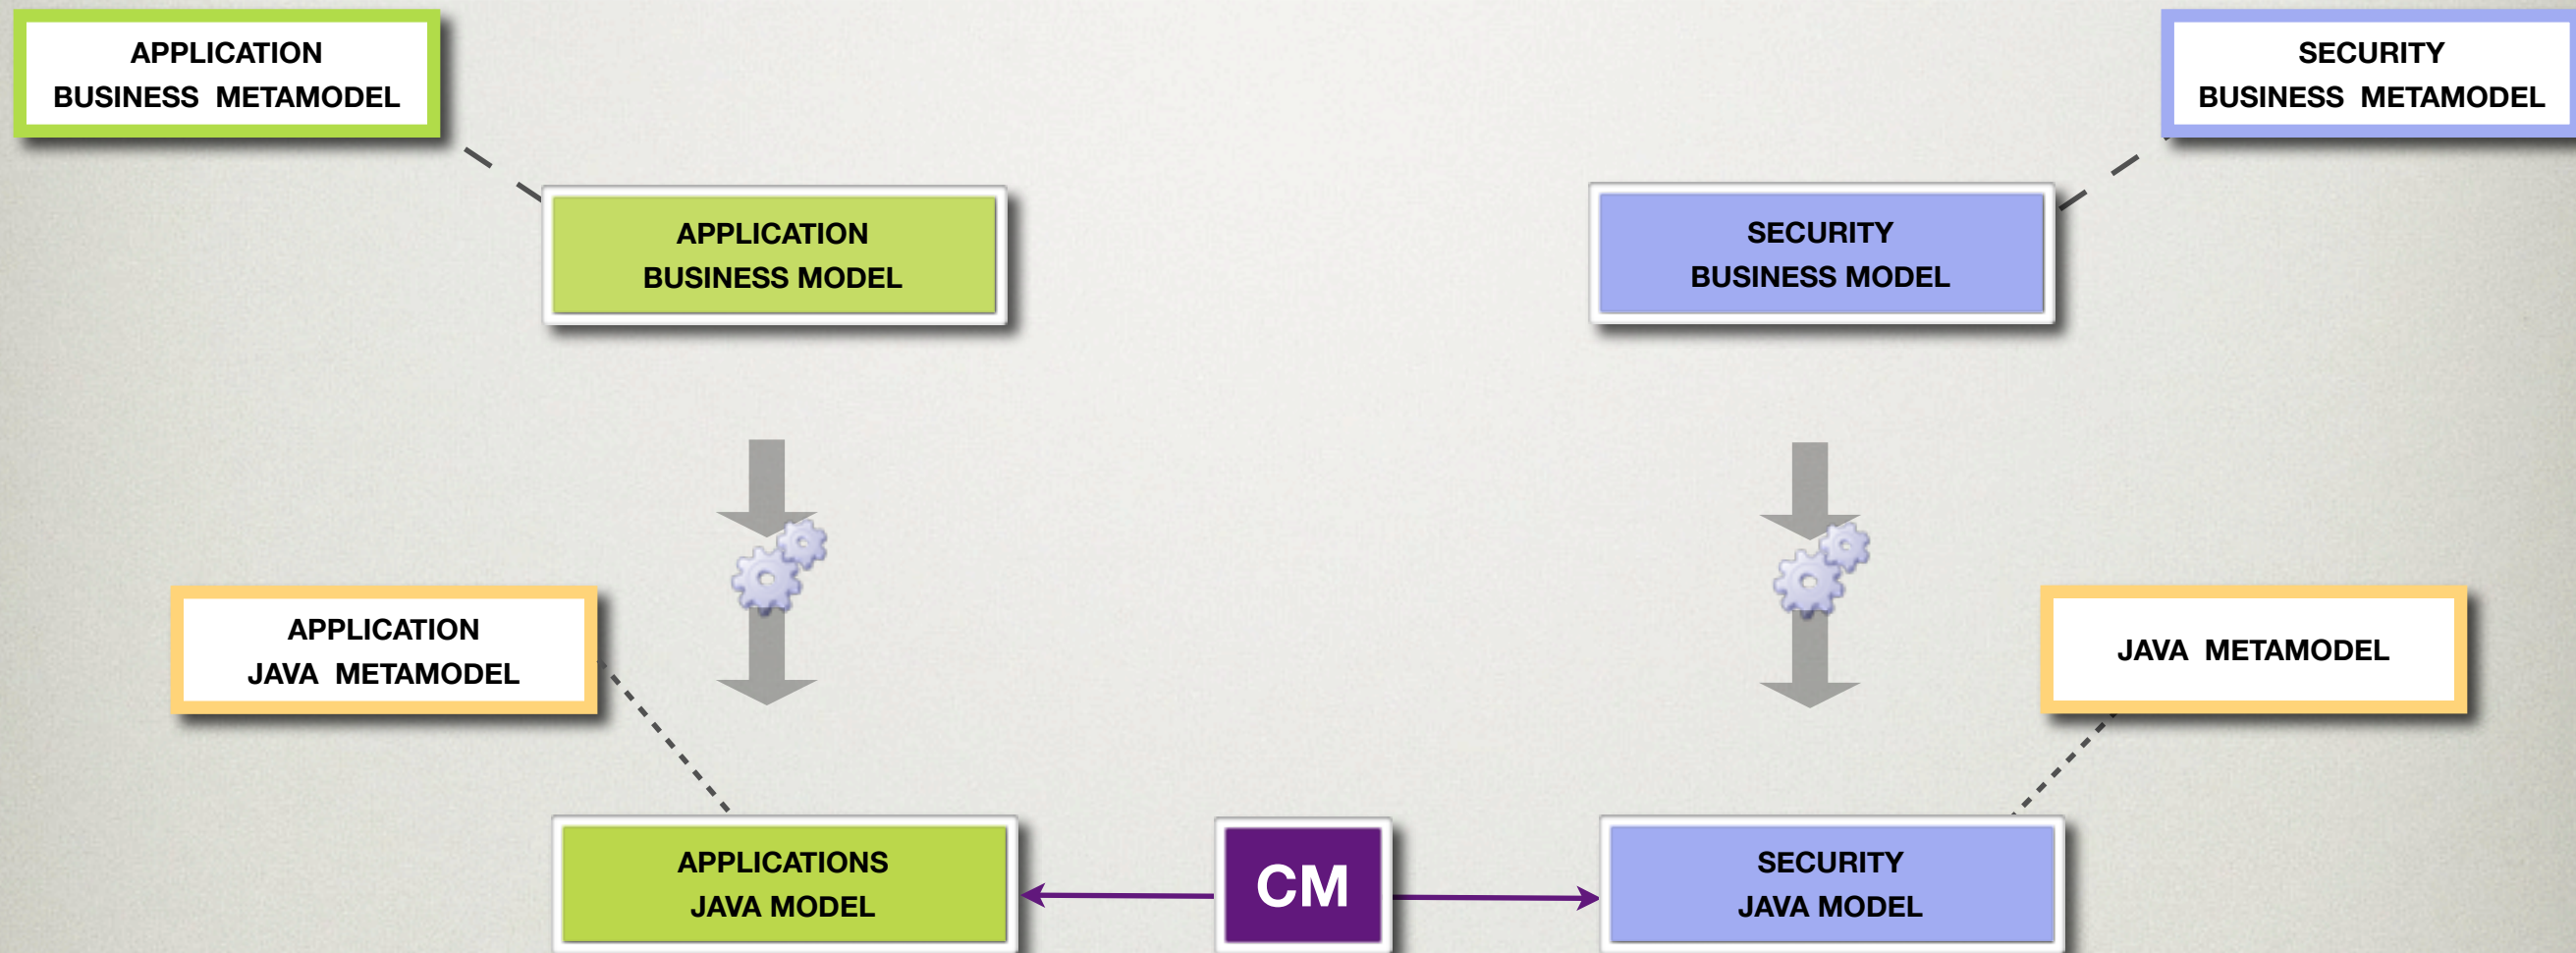 APPLICATION
BUSINESS METAMODEL
SECURITY
BUSINESS METAMODEL
APPLICATION
BUSINESS MODEL
SECURITY
BUSINESS MODEL
APPLICATION
JAVA METAMODEL
JAVA METAMODEL
APPLICATIONS
JAVA MODEL
CM
SECURITY
JAVA MODEL